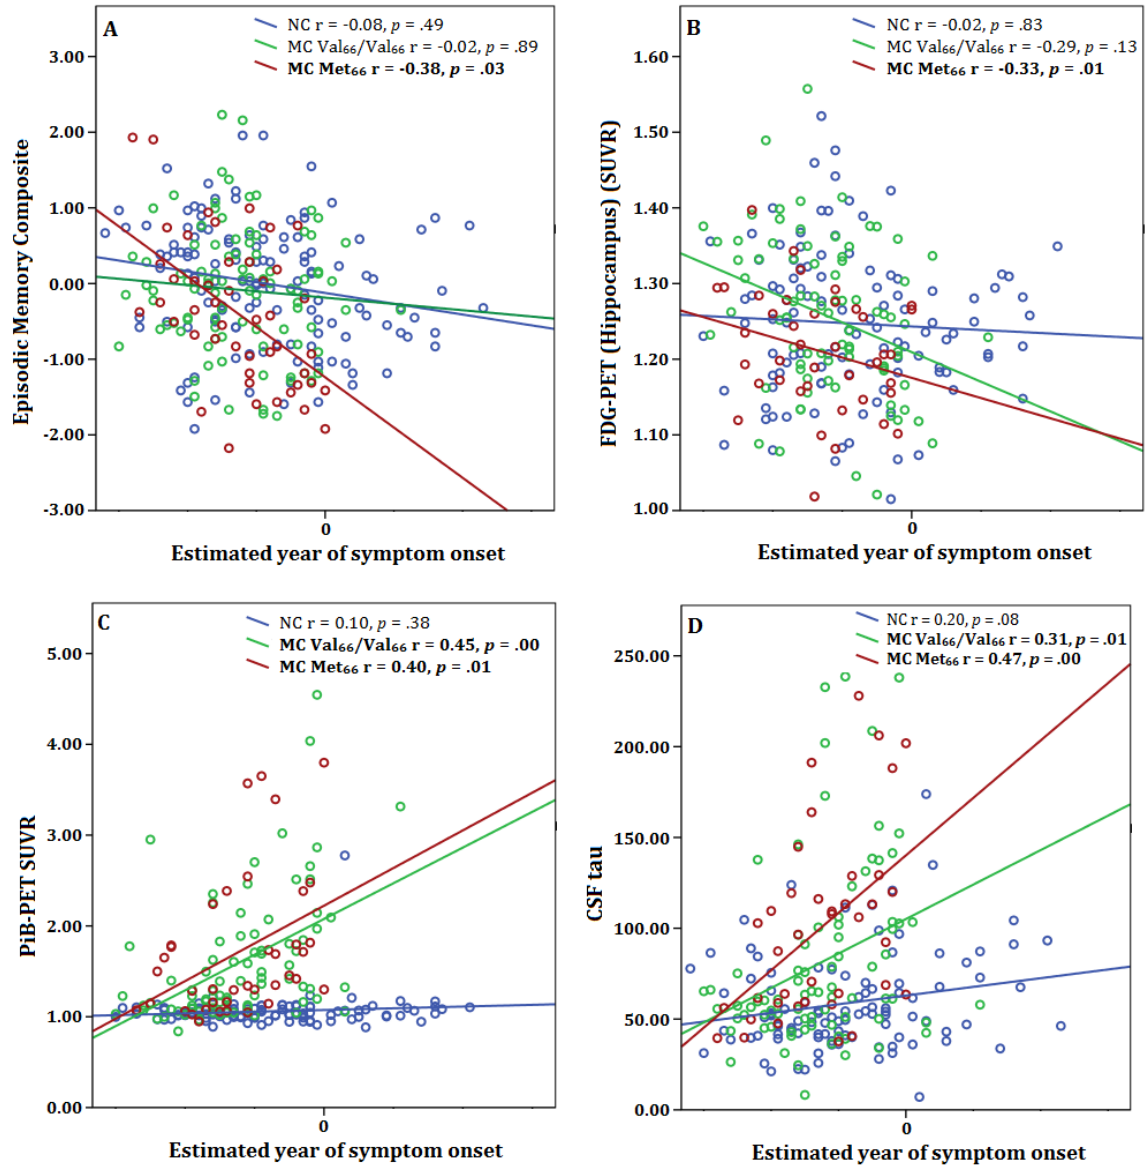 A
NC r = -0.08, p = .49
MC Val66/Val66 r = -0.02, p = .89
MC Met66 r = -0.38, p = .03
3.00
2.00
1.00
0.00
-1.00
-2.00
-3.00
Episodic Memory Composite
0
Estimated year of symptom onset
B
NC r = -0.02, p = .83
MC Val66/Val66 r = -0.29, p = .13
MC Met66 r = -0.33, p = .01
1.60
1.50
1.40
1.30
1.20
1.10
1.00
FDG-PET (Hippocampus) (SUVR)
0
Estimated year of symptom onset
C
NC r = 0.10, p = .38
MC Val66/Val66 r = 0.45, p = .00
MC Met66 r = 0.40, p = .01
5.00
4.00
3.00
2.00
1.00
0.00
PiB-PET SUVR
0
Estimated year of symptom onset
D
NC r = 0.20, p = .08
MC Val66/Val66 r = 0.31, p = .01
MC Met66 r = 0.47, p = .00
250.00
200.00
150.00
100.00
50.00
0.00
CSF tau
0
Estimated year of symptom onset